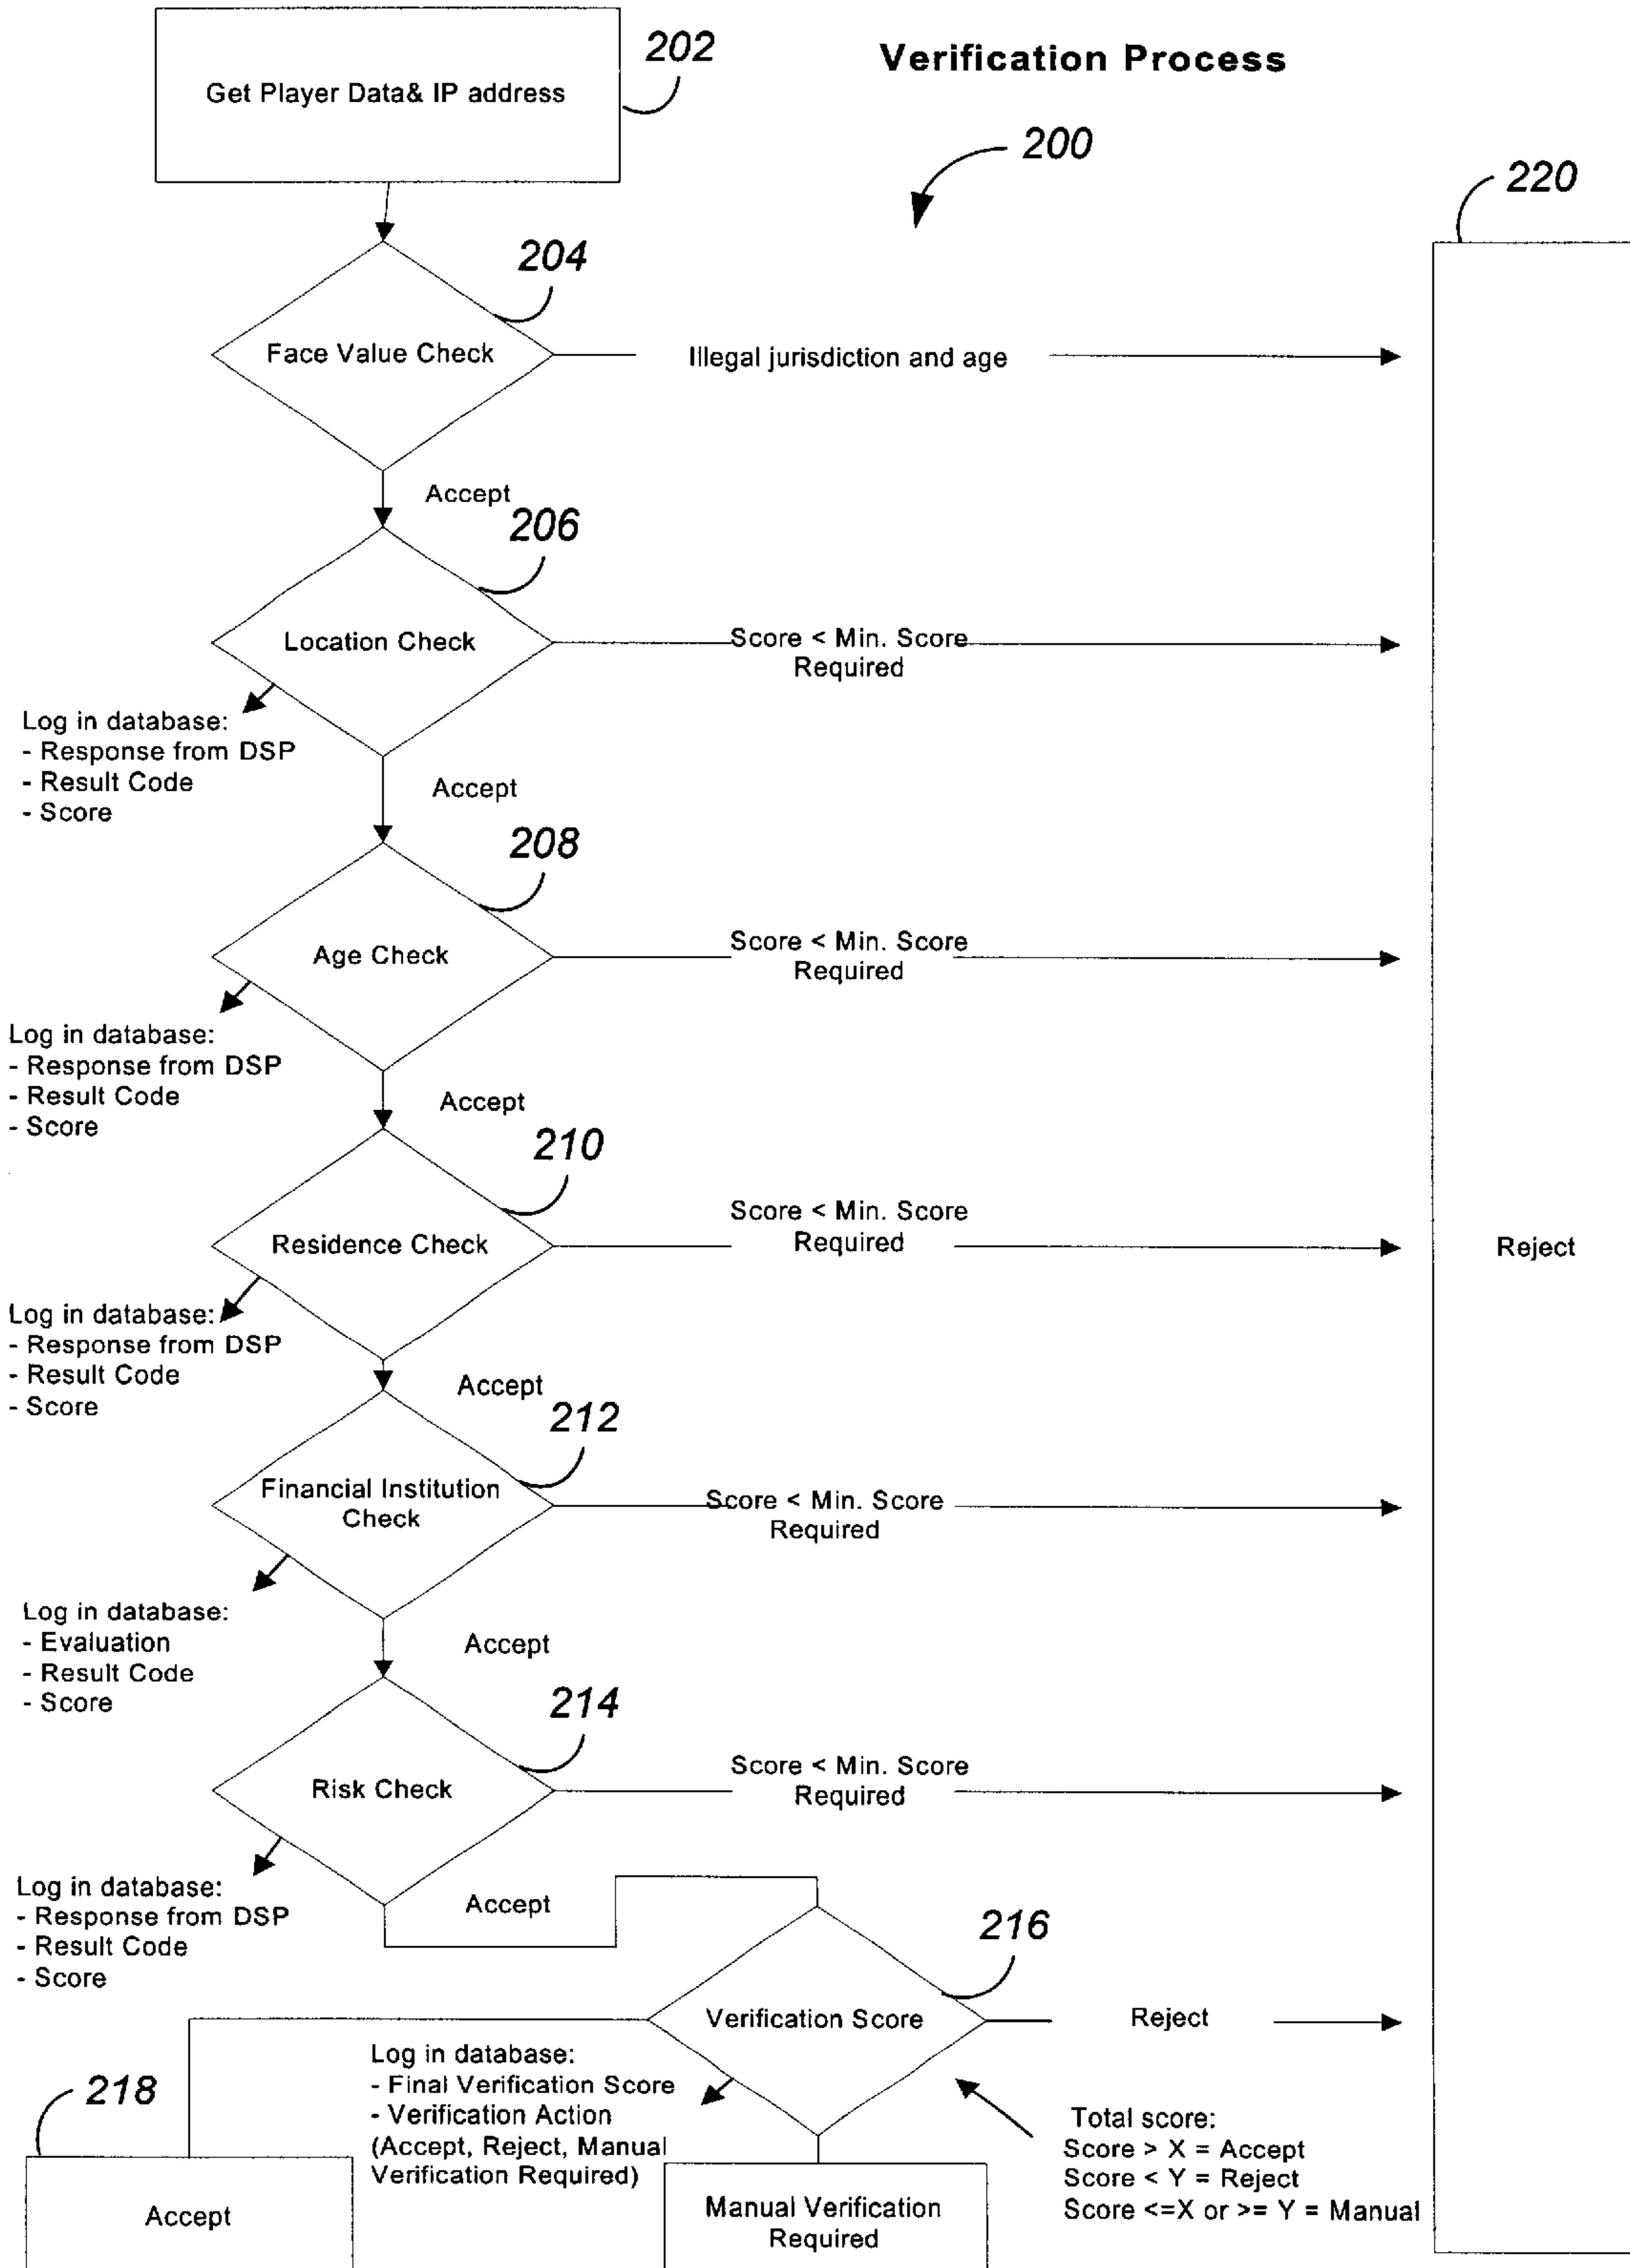 202
Verification Process
Get Player Data& IP address
200
220
204
Face Value Check
Illegal jurisdiction and age
Accept
206
Location Check
Score < Min. Score
Required
Log in database:
- Response from DSP
- Result Code
- Score
Accept
208
Age Check
Score < Min. Score
Required
Log in database:
- Response from DSP
- Result Code
- Score
Accept
210
Residence Check
Score < Min. Score
Required
Reject
Log in database:
- Response from DSP
- Result Code
- Score
Accept
212
Financial Institution
Check
Score < Min. Score
Required
Log in database:
- Evaluation
- Result Code
- Score
Accept
214
Risk Check
Score < Min. Score
Required
Log in database:
- Response from DSP
- Result Code
- Score
Accept
216
Verification Score
Reject
Log in database:
- Final Verification Score
- Verification Action
(Accept, Reject, Manual
Verification Required)
Total score:
Score > X = Accept
Score < Y = Reject
Score <=X or >= Y = Manual
218
Accept
Manual Verification
Required